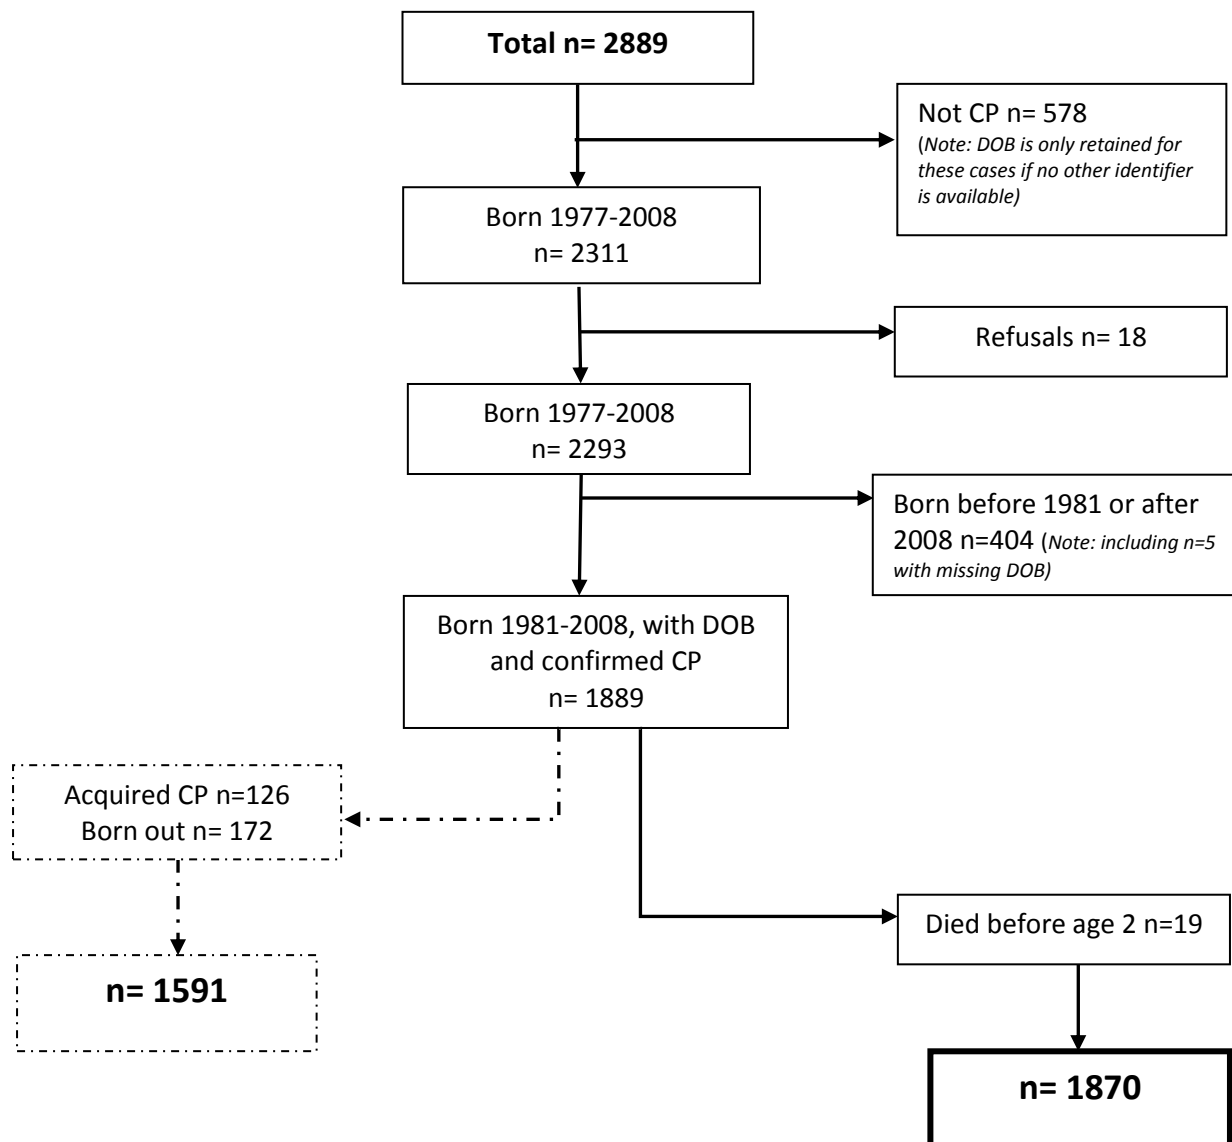 Total n= 2889
Not CP n= 578
(Note: DOB is only retained for
these cases if no other identifier
is available)
Born 1977-2008
n= 2311
Refusals n= 18
Born 1977-2008
n= 2293
Born before 1981 or after
2008 n=404 (Note: including n=5
with missing DOB)
Born 1981-2008, with DOB
and confirmed CP
n= 1889
Acquired CP n=126
Born out n= 172
Died before age 2 n=19
n= 1591
n= 1870